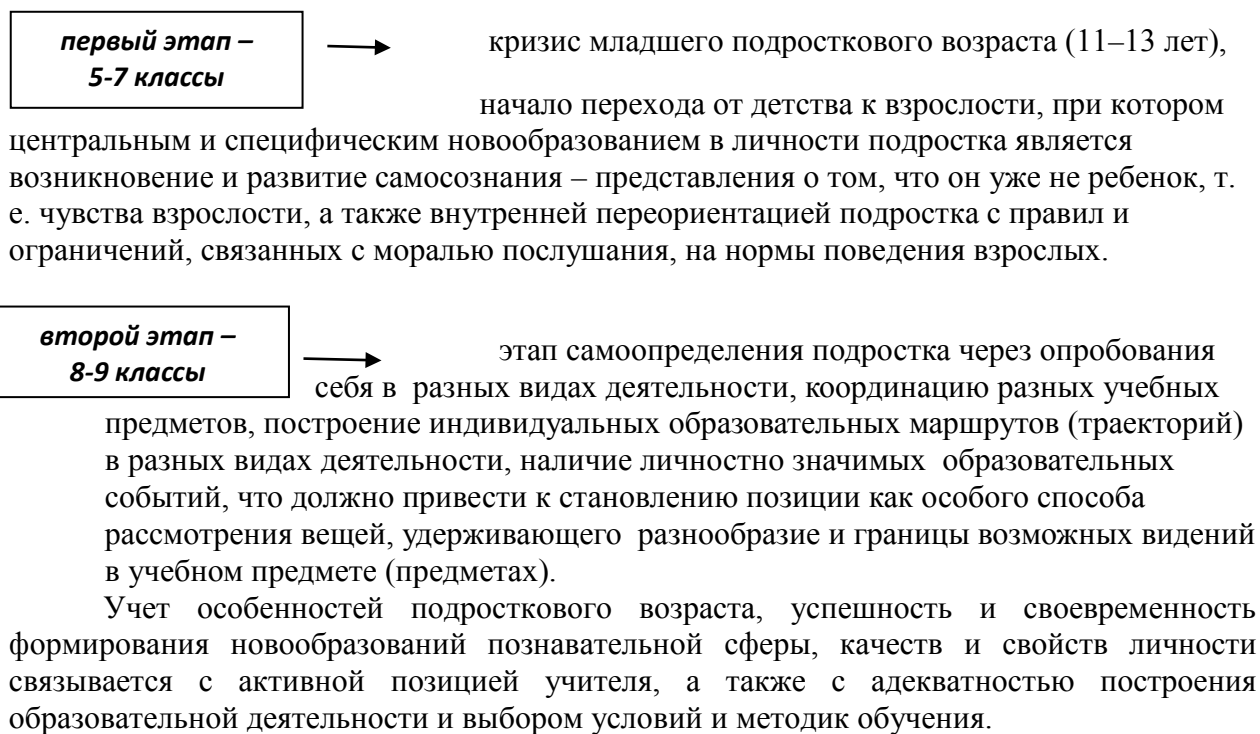 первый этап –
5-7 классы
кризис младшего подросткового возраста (11–13 лет),
начало перехода от детства к взрослости, при котором
центральным и специфическим новообразованием в личности подростка является
возникновение и развитие самосознания – представления о том, что он уже не ребенок, т.
е. чувства взрослости, а также внутренней переориентацией подростка с правил и
ограничений, связанных с моралью послушания, на нормы поведения взрослых.
второй этап –
8-9 классы
этап самоопределения подростка через опробования
себя в разных видах деятельности, координацию разных учебных
предметов, построение индивидуальных образовательных маршрутов (траекторий)
в разных видах деятельности, наличие личностно значимых образовательных
событий, что должно привести к становлению позиции как особого способа
рассмотрения вещей, удерживающего разнообразие и границы возможных видений
в учебном предмете (предметах).
Учет особенностей подросткового возраста, успешность и своевременность
формирования новообразований познавательной сферы, качеств и свойств личности
связывается с активной позицией учителя, а также с адекватностью построения
образовательной деятельности и выбором условий и методик обучения.